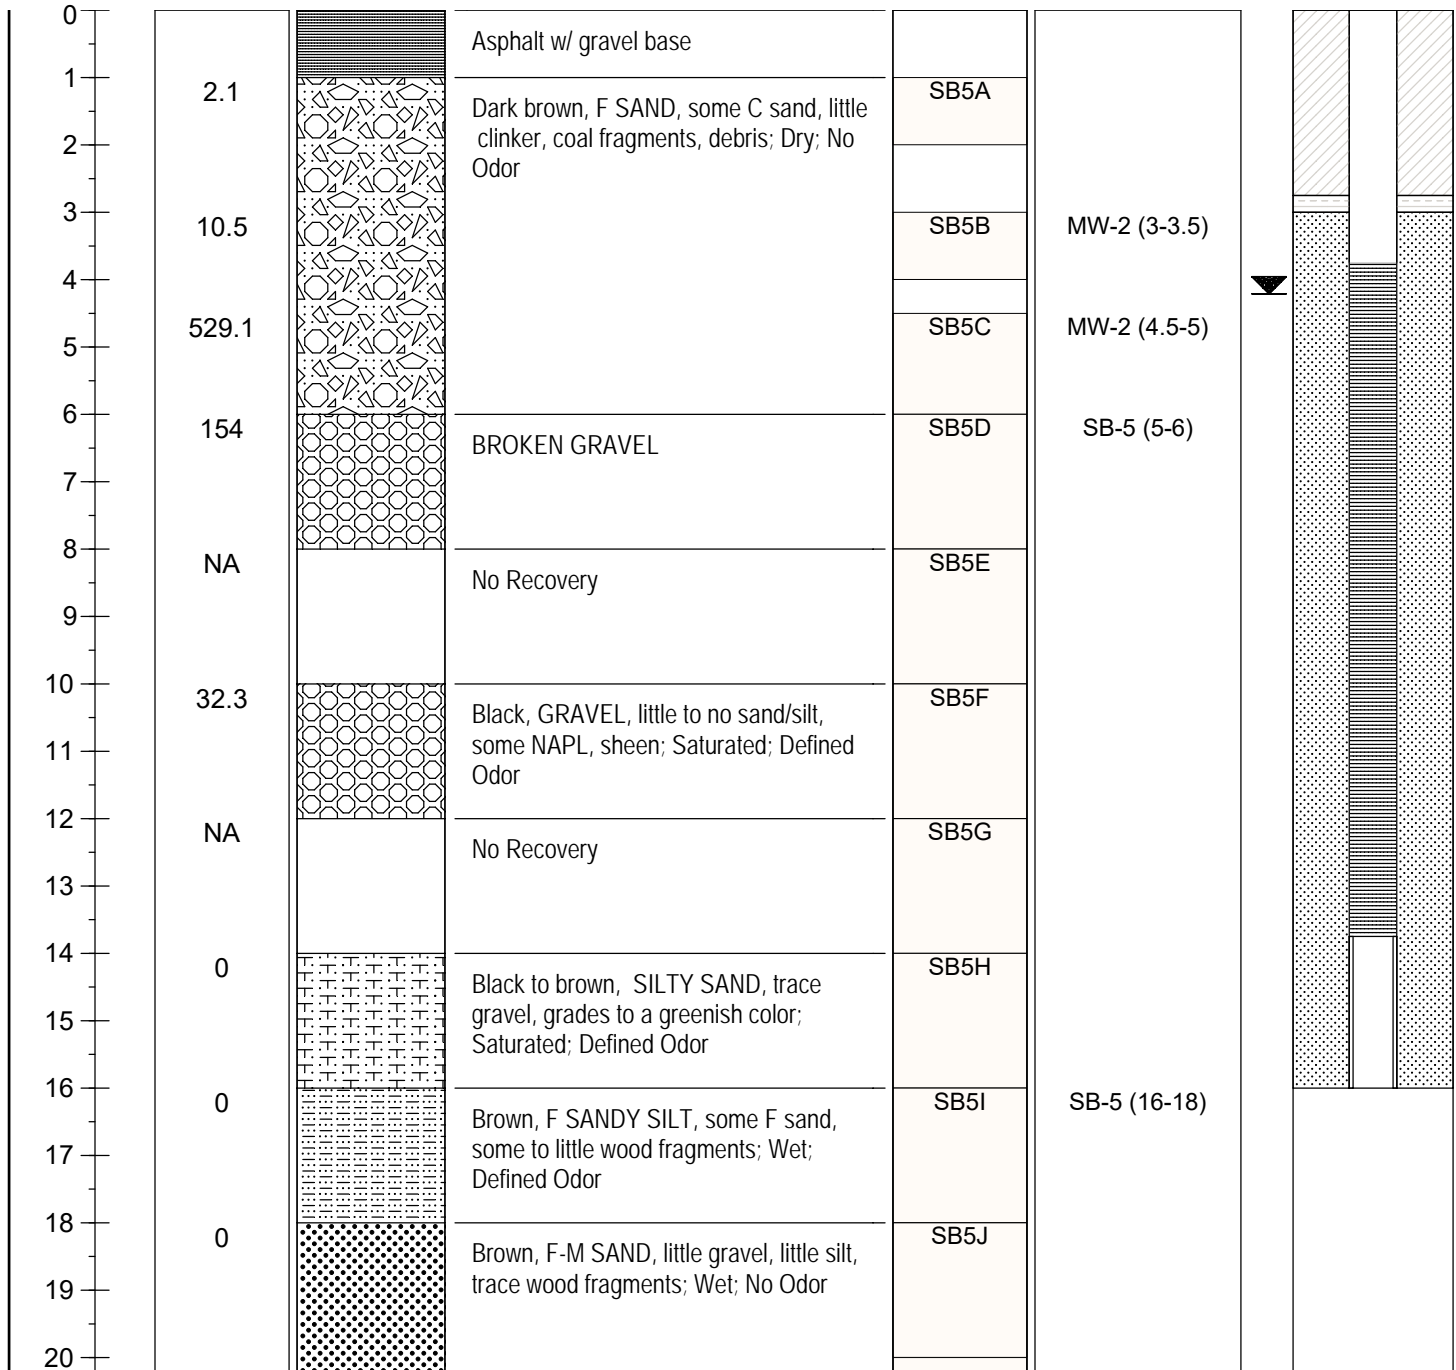 0
Asphalt w/ gravel base
1
2.1
SB5A
Dark brown, F SAND, some C sand, little
clinker, coal fragments, debris; Dry; No
Odor
2
3
10.5
SB5B
MW-2 (3-3.5)
4
529.1
SB5C
MW-2 (4.5-5)
5
6
154
BROKEN GRAVEL
SB5D
SB-5 (5-6)
7
8
NA
No Recovery
SB5E
9
10
32.3
SB5F
Black, GRAVEL, little to no sand/silt,
some NAPL, sheen; Saturated; Defined
Odor
11
12
NA
No Recovery
SB5G
13
14
0
SB5H
Black to brown,  SILTY SAND, trace
gravel, grades to a greenish color;
Saturated; Defined Odor
15
16
0
SB5I
SB-5 (16-18)
Brown, F SANDY SILT, some F sand,
some to little wood fragments; Wet;
Defined Odor
17
18
0
SB5J
Brown, F-M SAND, little gravel, little silt,
trace wood fragments; Wet; No Odor
19
20